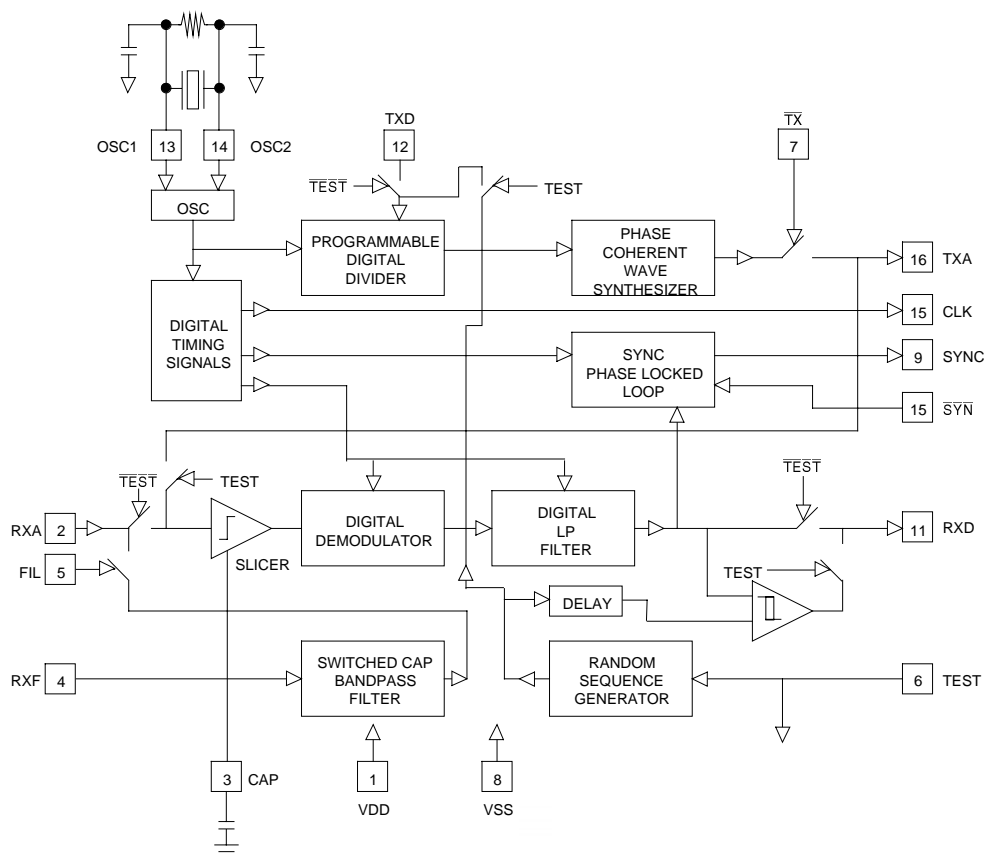 TXD
TX
12
7
OSC1
13
14
OSC2
TEST
TEST
OSC
PROGRAMMABLE
DIGITAL
DIVIDER
PHASE
COHERENT
WAVE
SYNTHESIZER
16
TXA
15
CLK
DIGITAL
TIMING
SIGNALS
SYNC
PHASE LOCKED
LOOP
9
SYNC
15
SYN
TEST
TEST
TEST
RXA
2
SLICER
DIGITAL
DEMODULATOR
DIGITAL
LP
FILTER
11
RXD
FIL
5
TEST
DELAY
RXF
4
SWITCHED CAP
BANDPASS
FILTER
RANDOM
SEQUENCE
GENERATOR
6
TEST
3
CAP
1
8
VDD
VSS